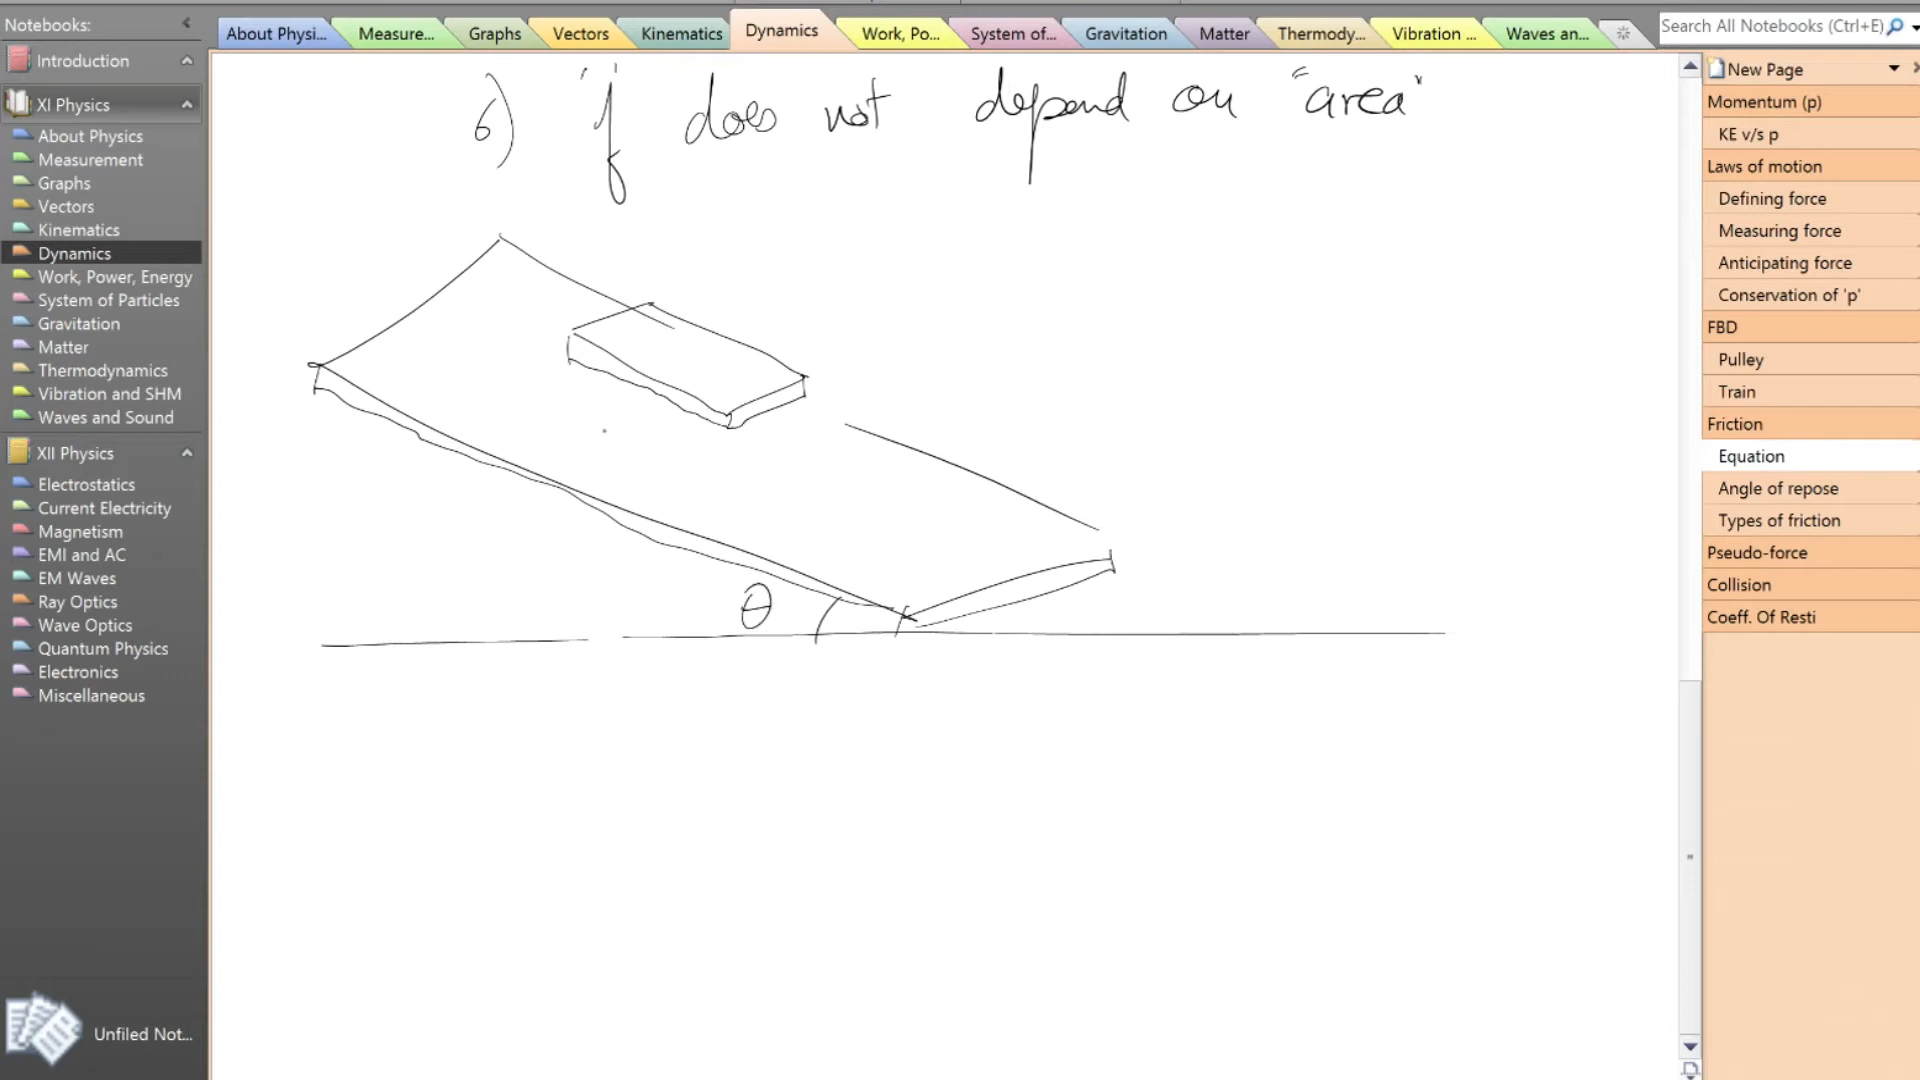 Notebooks:
Introduction
XI Physics
About Physics
Measurement
Graphs
Vectors
Kinematics
Dynamics
Work, Power, Energy
System of Particles
Gravitation
Matter
Thermodynamics
Vibration and SHM
Waves and Sound
XII Physics
Electrostatics
Current Electricity
Magnetism
EMI and AC
EM Waves
Ray Optics
Wave Optics
Quantum Physics
Electronics
Miscellaneous
Unfiled Not...
About Physi... Measure... Graphs Vectors Kinematics Dynamics Work, Po... System of... Gravitation Matter Thermody... Vibration ... Waves an...
Search All Notebooks (Ctrl+E)
6) 'f does not depend on "area"
θ
New Page
Momentum (p)
KE v/s p
Laws of motion
Defining force
Measuring force
Anticipating force
Conservation of 'p'
FBD
Pulley
Train
Friction
Equation
Angle of repose
Types of friction
Pseudo-force
Collision
Coeff. Of Resti